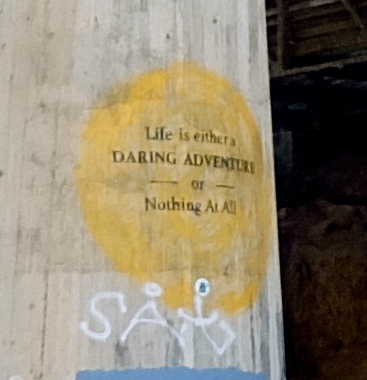 Life is either a
DARING ADVENTURE
or
Nothing At All